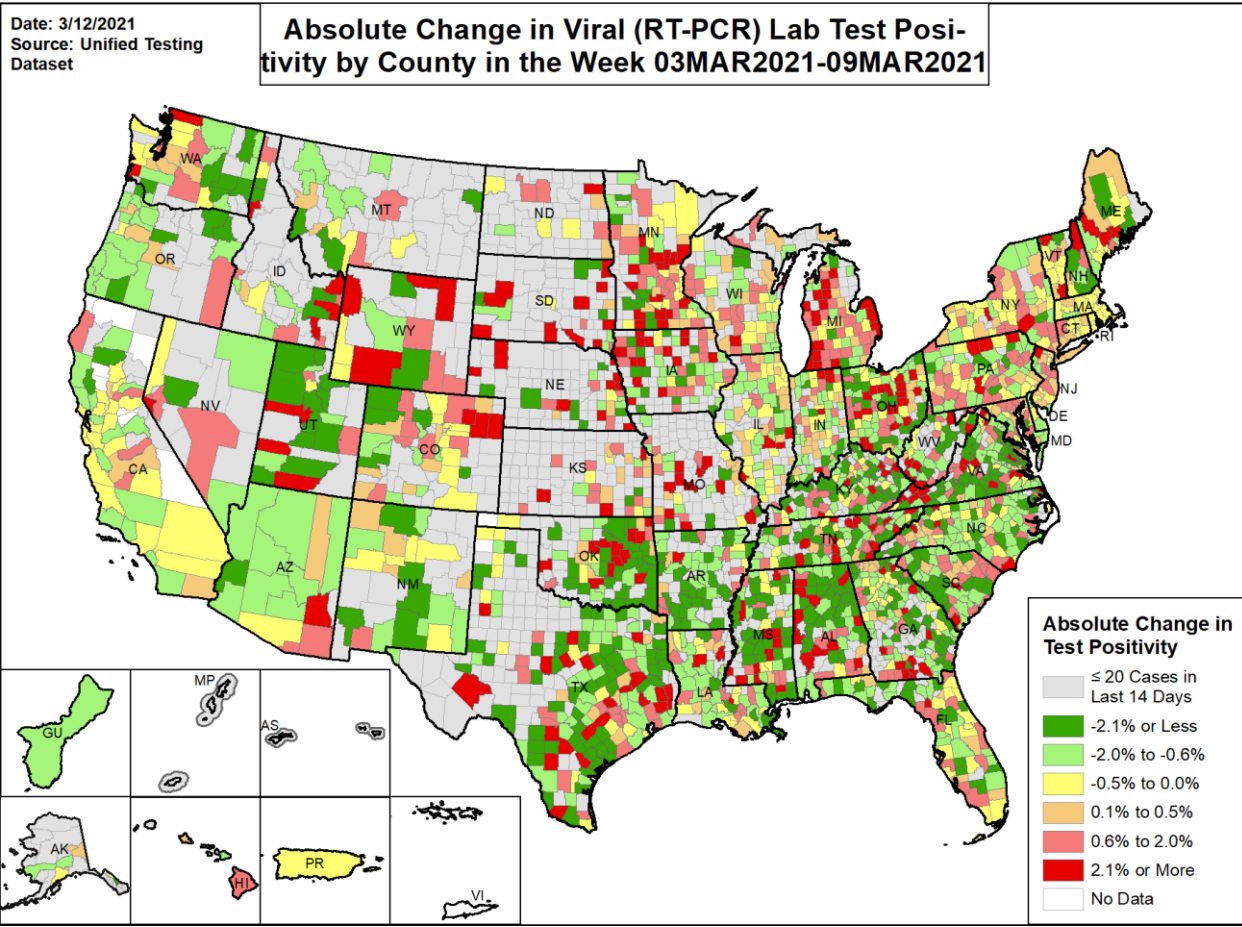 Date: 3/12/2021
Source: Unified Testing
Dataset
Absolute Change in Viral (RT-PCR) Lab Test Posi-
tivity by County in the Week 03MAR2021-09MAR2021
WA
MT
ND
MN
ME
OR
ID
SD
WI
VT
NH
NY
MA
CT
RI
WY
MI
IA
PA
NJ
NE
NV
UT
OH
DE
MD
CO
IL
IN
WV
CA
KS
MO
VA
KY
NC
TN
OK
AZ
NM
AR
SC
MS
AL
GA
TX
LA
FL
GU
MP
AS
AK
HI
PR
VI
Absolute Change in
Test Positivity
≤ 20 Cases in
Last 14 Days
-2.1% or Less
-2.0% to -0.6%
-0.5% to 0.0%
0.1% to 0.5%
0.6% to 2.0%
2.1% or More
No Data